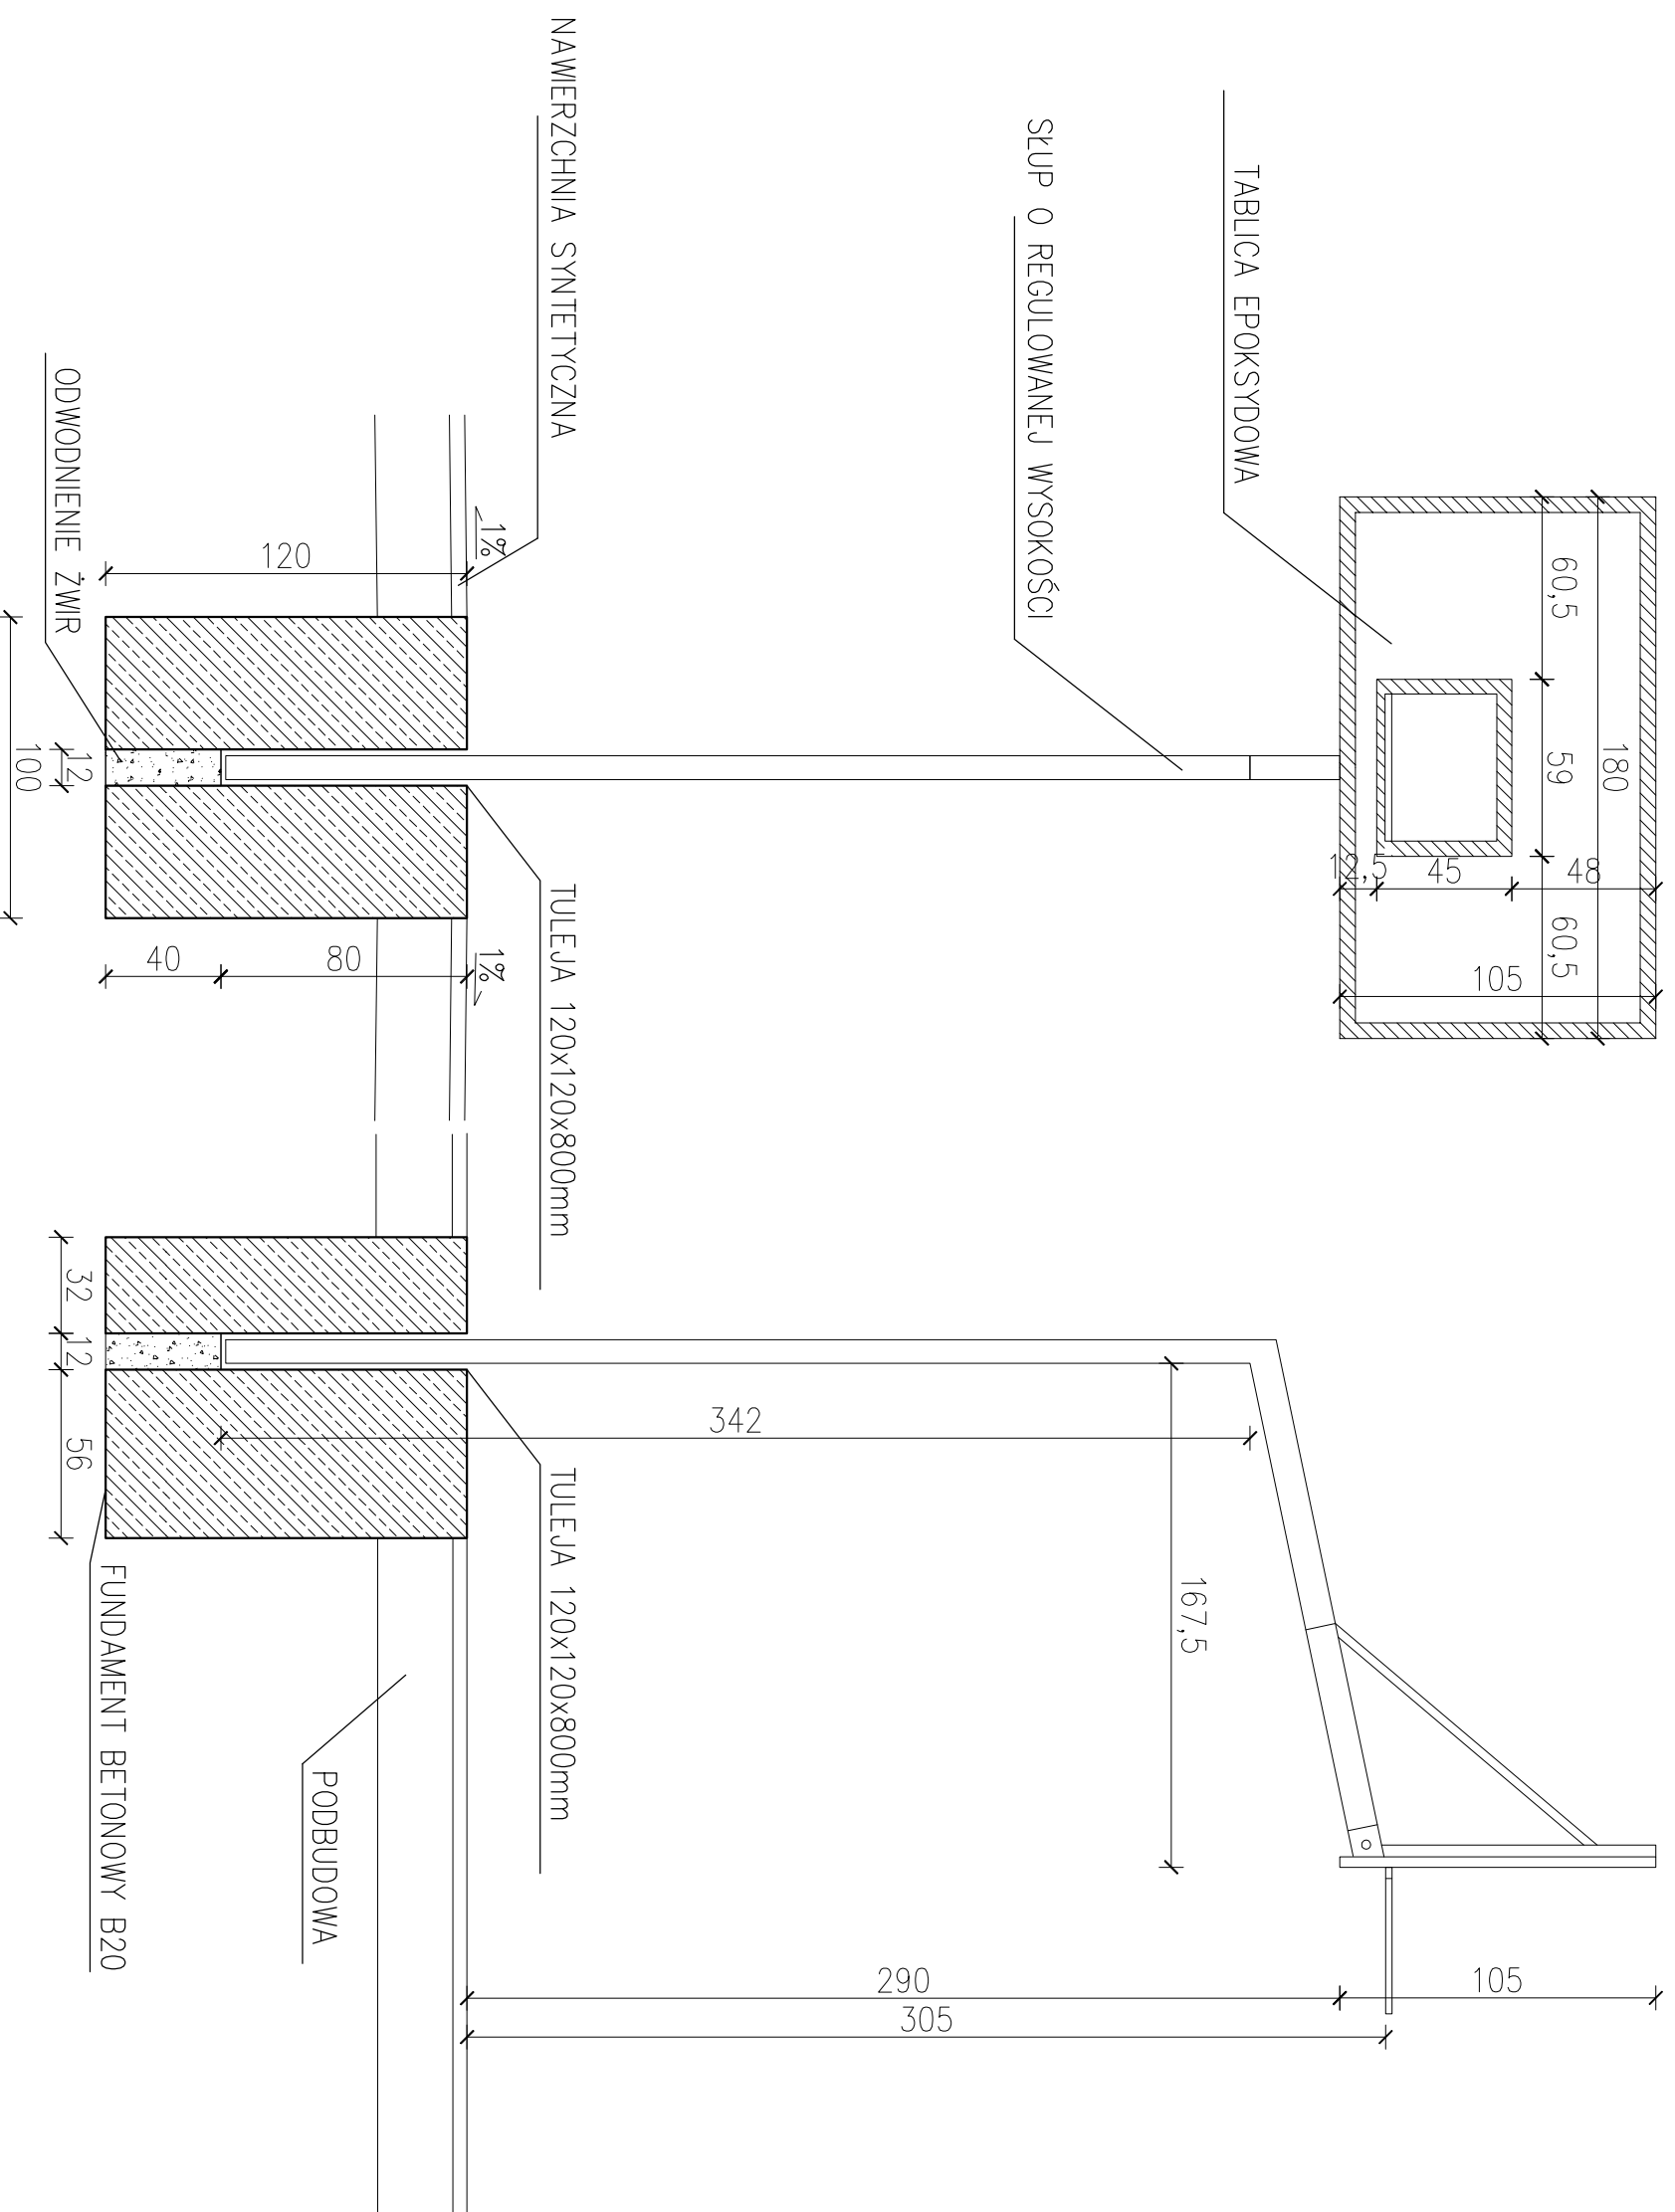 TABLICA EPOKSYDOWA
SŁUP O REGULOWANEJ WYSOKOŚCI
NAWIERZCHNIA SYNTETYCZNA
ODWODNIENIE ŻWIR
TULEJA 120x120x800mm
TULEJA 120x120x800mm
PODBUDOWA
FUNDAMENT BETONOWY B20
180
60,5
59
60,5
48
45
12,5
105
1%
1%
120
80
40
12
100
342
167,5
105
290
305
32
12
56